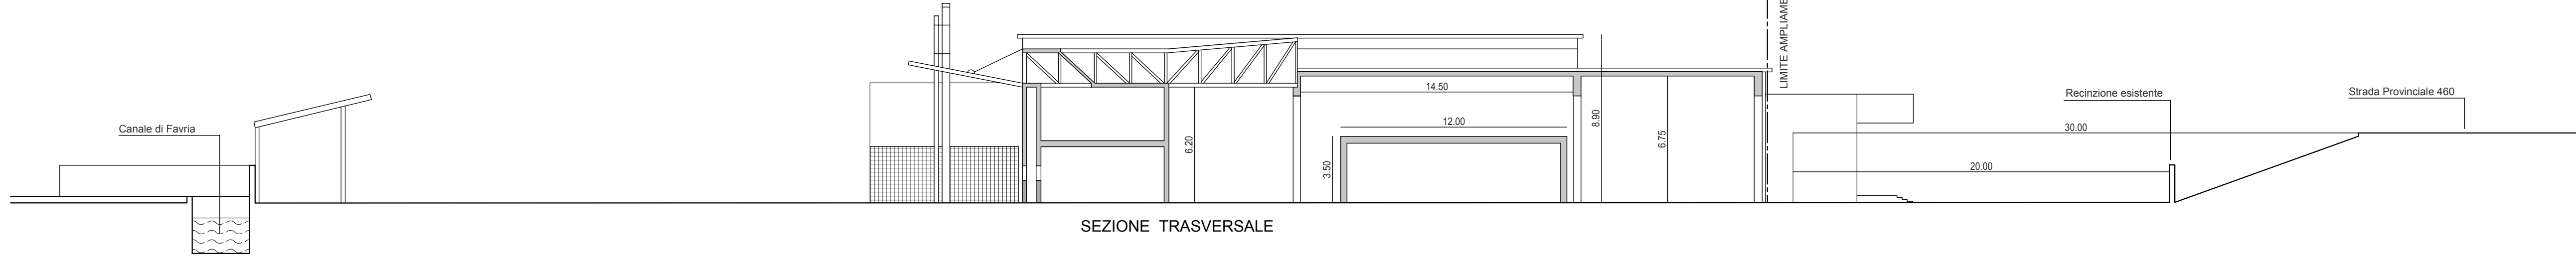 LIMITE AMPLIAME
Canale di Favria
14.50
12.00
6.20
3.50
8.90
6.75
Recinzione esistente
Strada Provinciale 460
30.00
20.00
SEZIONE TRASVERSALE